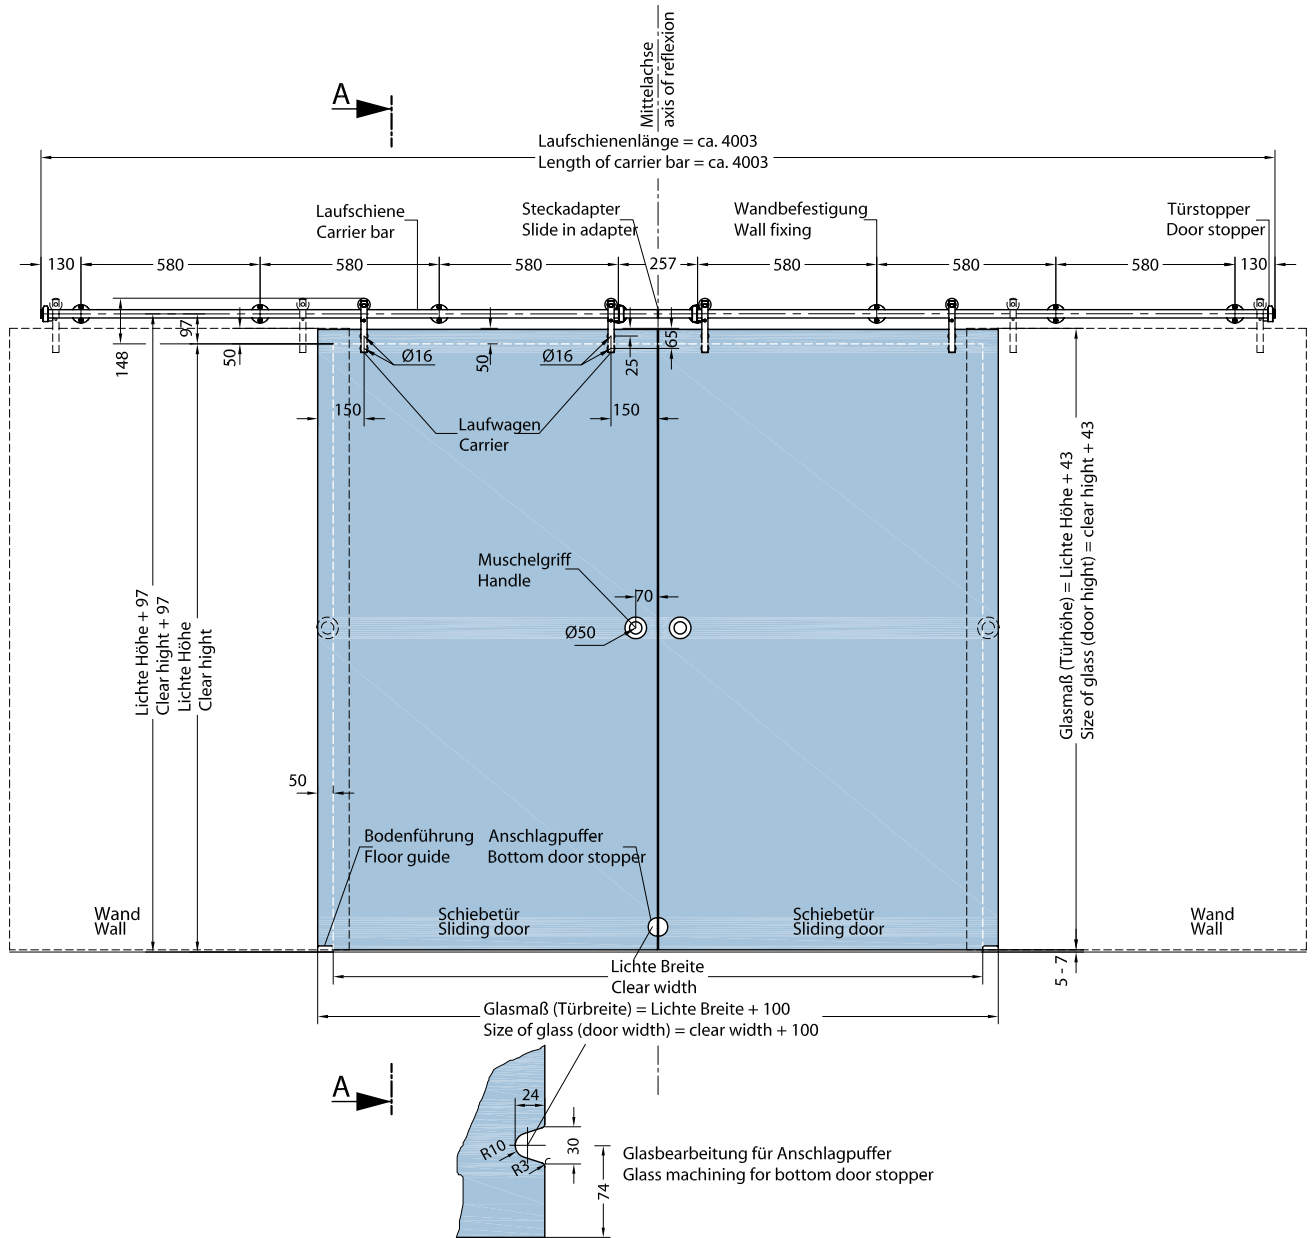 Mittelachse
axis of reflexion
A
Laufschienenlänge = ca. 4003
Length of carrier bar = ca. 4003
Laufschiene
Carrier bar
Steckadapter
Slide in adapter
Wandbefestigung
Wall fixing
Türstopper
Door stopper
130
580
580
580
257
580
580
580
130
148
97
50
Ø16
50
Ø16
25
65
150
150
Laufwagen
Carrier
Muschelgriff
Handle
70
Ø50
Lichte Höhe + 97
Clear hight + 97
Lichte Höhe
Clear hight
Glasmaß (Türhöhe) = Lichte Höhe + 43
Size of glass (door hight) = clear hight + 43
50
Bodenführung
Floor guide
Anschlagpuffer
Bottom door stopper
Wand
Wall
Schiebetür
Sliding door
Schiebetür
Sliding door
Wand
Wall
5 - 7
Lichte Breite
Clear width
Glasmaß (Türbreite) = Lichte Breite + 100
Size of glass (door width) = clear width + 100
A
24
R10
R3
30
74
Glasbearbeitung für Anschlagpuffer
Glass machining for bottom door stopper